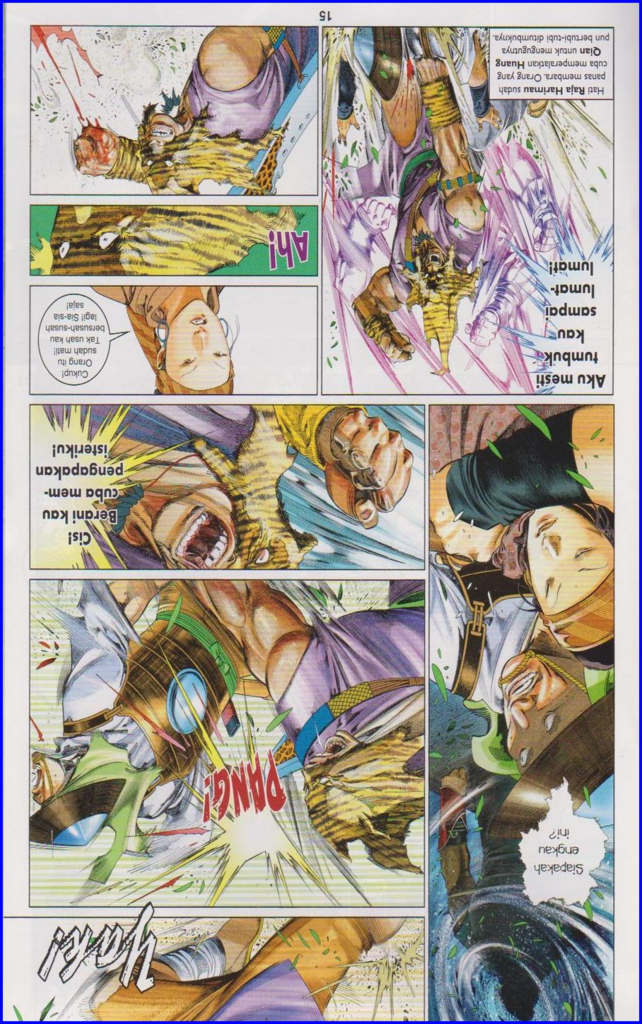 Siapakah
engkau
ini?
PANG!
Cis!
Berani kau
cuba mem-
pengapakan
isteriku!
Aku mesti
tumbuk
kau
sampai
lumat-
lumat!
Hati Raja Harimau sudah
panas membara. Orang yang
cuba memperalatkan Huang
Qian untuk mengugutnya
pun bertubi-tubi ditumbuknya.
Cukup!
Orang itu
sudah mati!
Tak usah kau
bersusah-susah
lagi! Sia-sia
saja!
Ah!
15